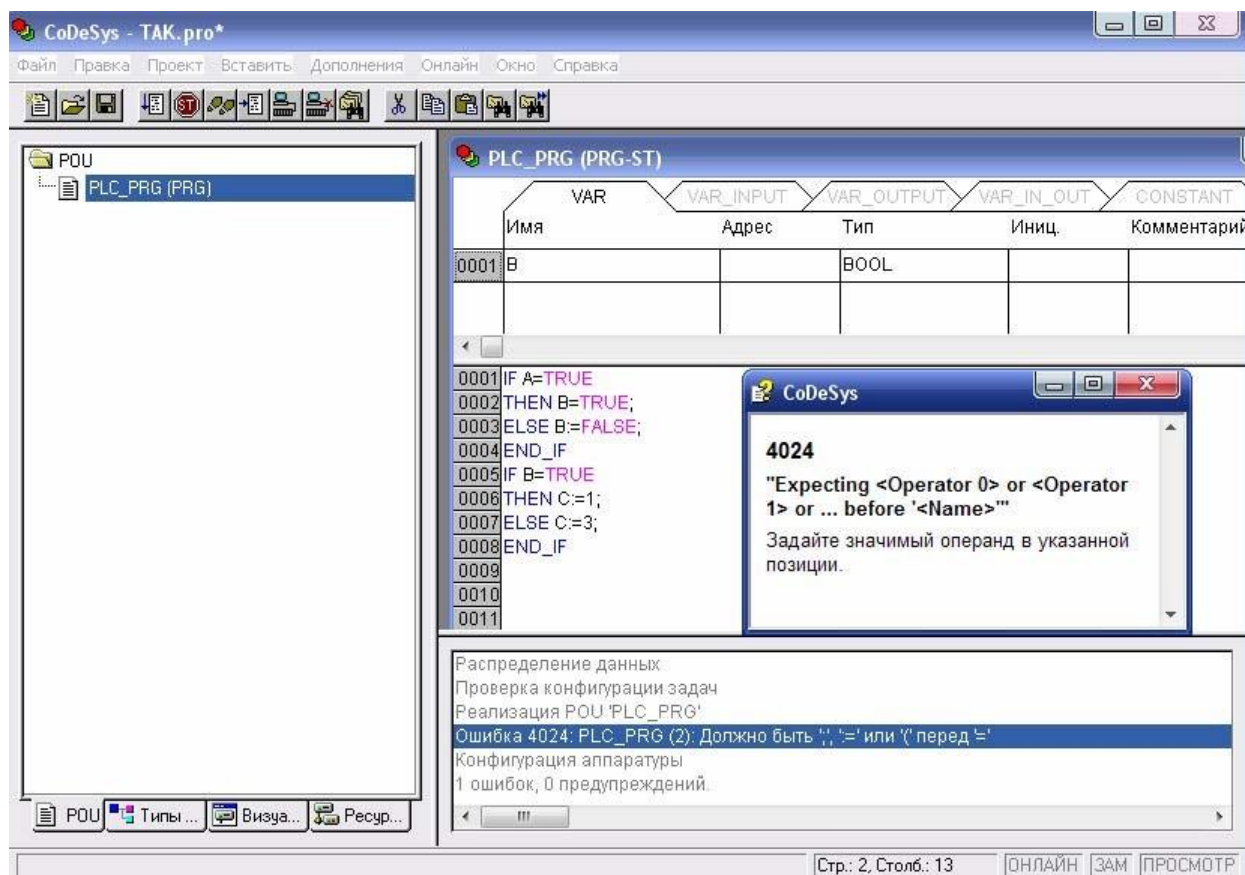 CoDeSys - TAK.pro*
Файл Правка Проект Вставить Дополнения Онлайн Окно Справка
POU
PLC_PRG (PRG)
PLC_PRG (PRG-ST)
VAR VAR_INPUT VAR_OUTPUT VAR_IN_OUT CONSTANT
Имя Адрес Тип Иниц. Комментарий
0001 B BOOL
0001 IF A=TRUE
0002 THEN B=TRUE;
0003 ELSE B:=FALSE;
0004 END_IF
0005 IF B=TRUE
0006 THEN C:=1;
0007 ELSE C:=3;
0008 END_IF
0009
0010
0011
CoDeSys
4024
"Expecting <Operator 0> or <Operator
1> or ... before '<Name>'"
Задайте значимый операнд в указанной
позиции.
Распределение данных
Проверка конфигурации задач
Реализация POU 'PLC_PRG'
Ошибка 4024: PLC_PRG (2): Должно быть ';', ':=' или '(' перед '='
Конфигурация аппаратуры
1 ошибок, 0 предупреждений.
POU Типы ... Визуа... Ресур...
Стр.: 2, Столб.: 13 ОНЛАЙН ЗАМ ПРОСМОТР